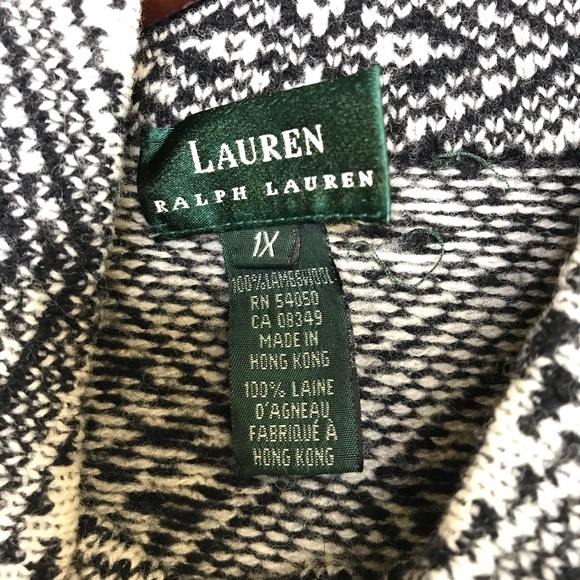 LAUREN
RALPH LAUREN
1X
100% LAMBSWOOL
RN 54050
CA 08349
MADE IN
HONG KONG
100% LAINE
D'AGNEAU
FABRIQUÉ À
HONG KONG